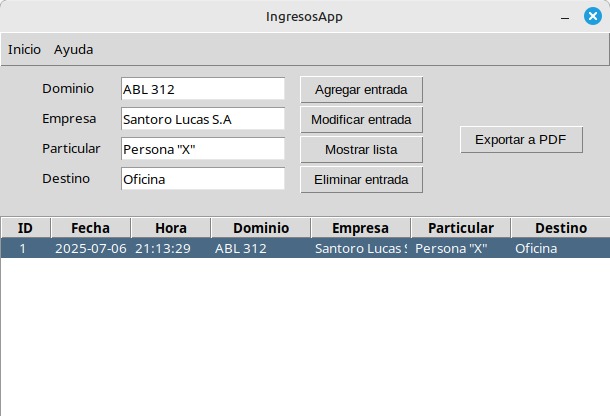 IngresosApp
Inicio Ayuda
Dominio ABL 312 Agregar entrada
Empresa Santoro Lucas S.A Modificar entrada
Exportar a PDF
Particular Persona "X" Mostrar lista
Destino Oficina Eliminar entrada
ID Fecha Hora Dominio Empresa Particular Destino
1 2025-07-06 21:13:29 ABL 312 Santoro Lucas Persona "X" Oficina